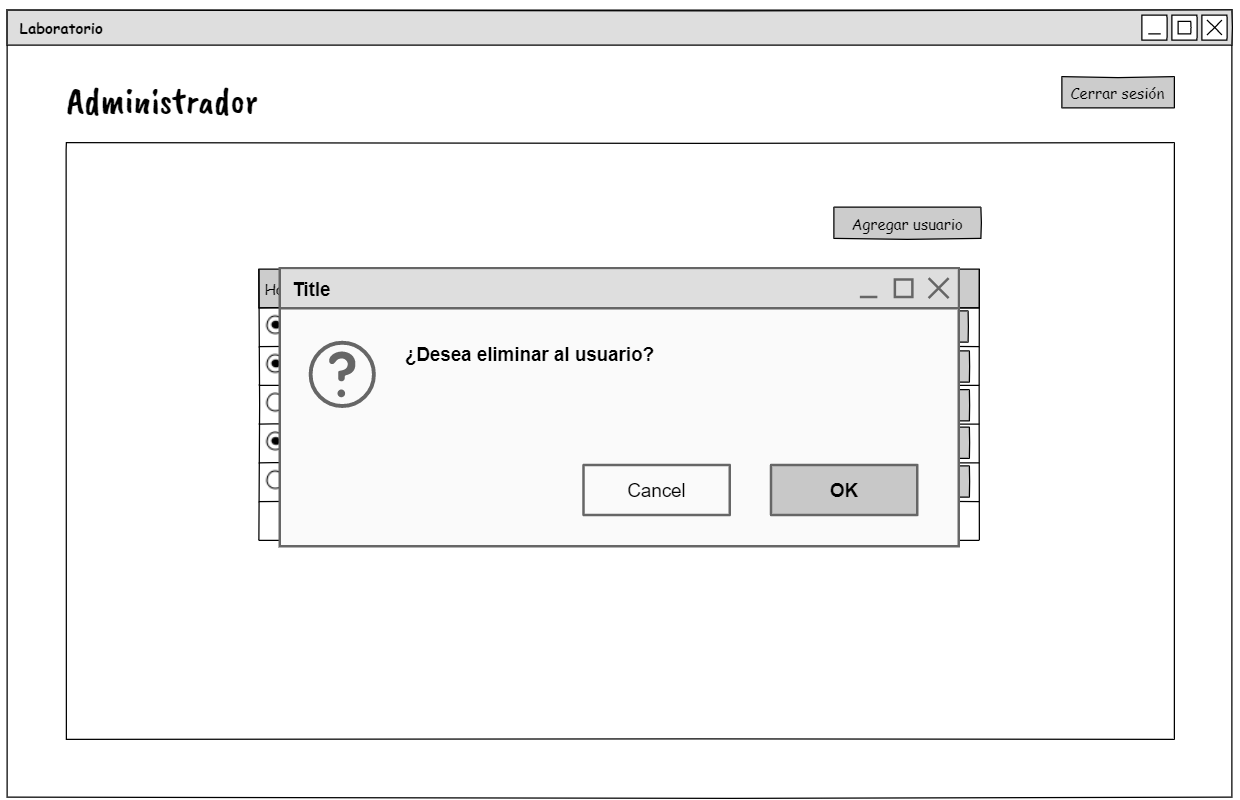 Laboratorio
Administrador
Cerrar sesión
Agregar usuario
Title
¿Desea eliminar al usuario?
Cancel
OK